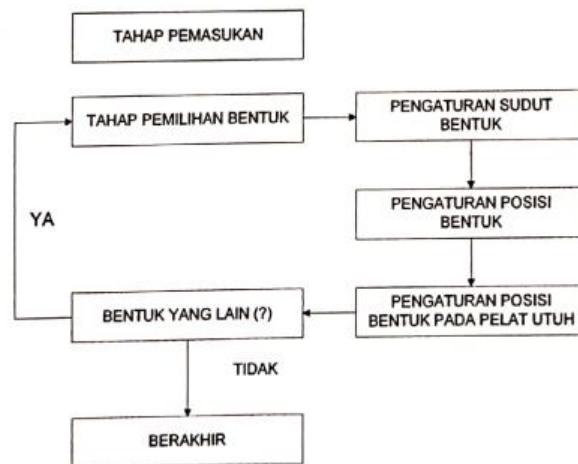 TAHAP PEMASUKAN
TAHAP PEMILIHAN BENTUK
PENGATURAN SUDUT
BENTUK
PENGATURAN POSISI
BENTUK
PENGATURAN POSISI
BENTUK PADA PELAT UTUH
BENTUK YANG LAIN (?)
YA
TIDAK
BERAKHIR